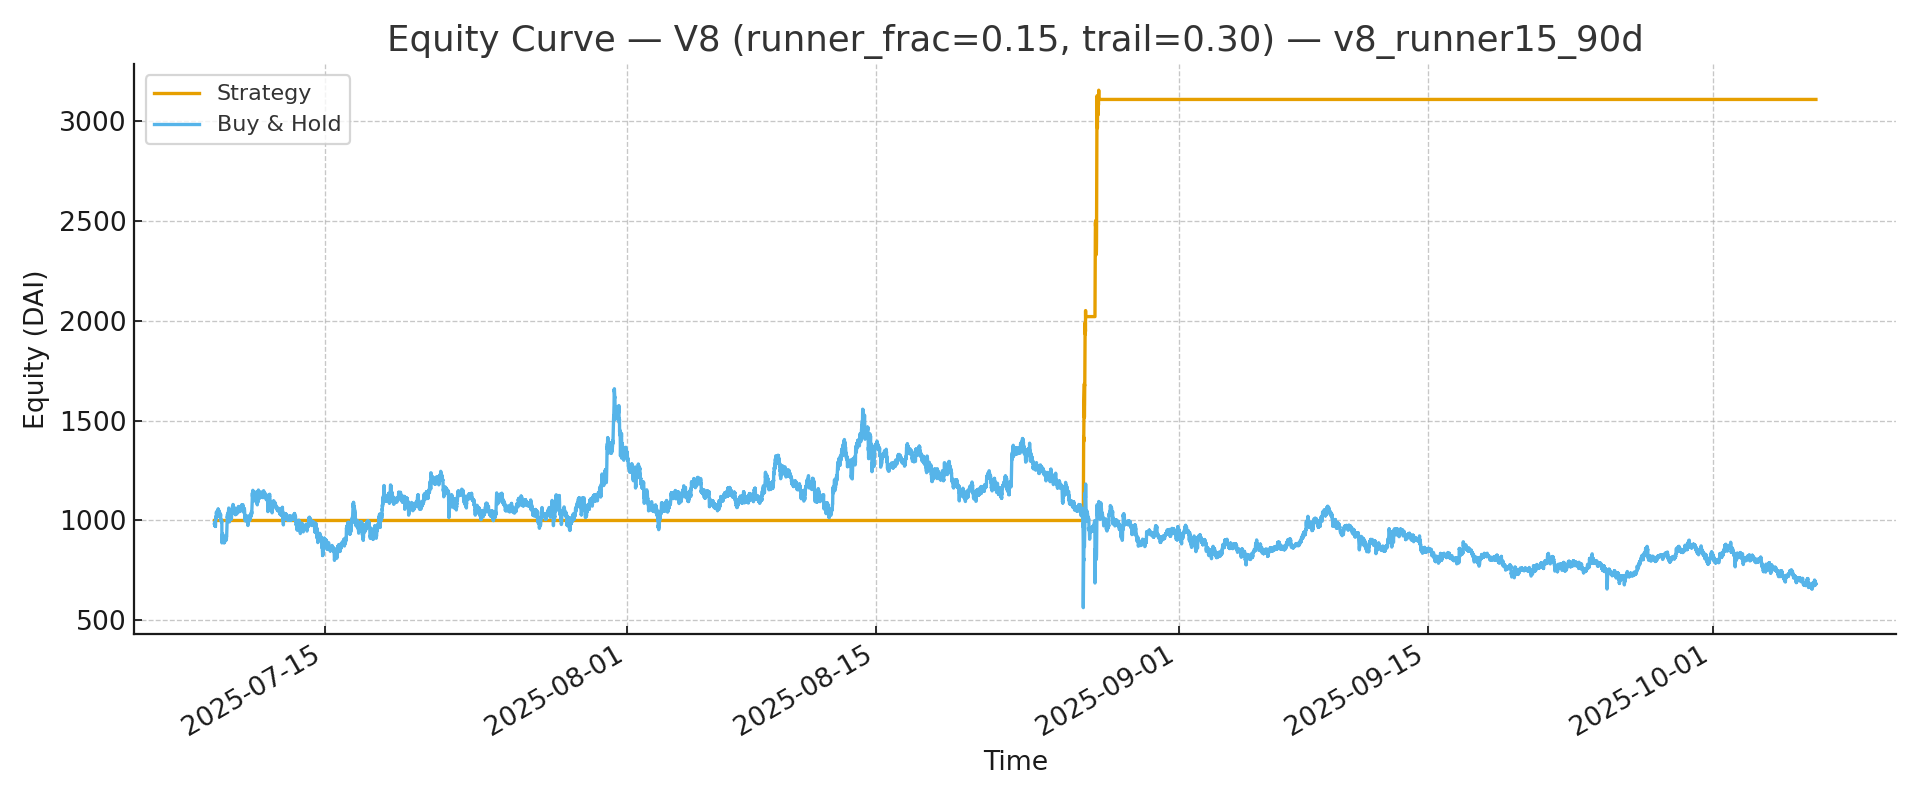 Equity Curve — V8 (runner_frac=0.15, trail=0.30) — v8_runner15_90d
Strategy
Buy & Hold
Equity (DAI)
3000
2500
2000
1500
1000
500
2025-07-15
2025-08-01
2025-08-15
2025-09-01
2025-09-15
2025-10-01
Time